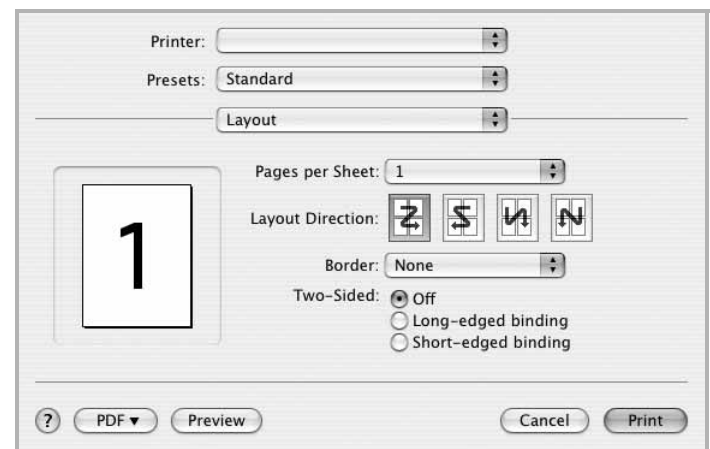 Printer:
Presets: Standard
Layout
Pages per Sheet: 1
Layout Direction:
1
Border: None
Two-Sided: Off
Long-edged binding
Short-edged binding
? PDF ▼ Preview Cancel Print